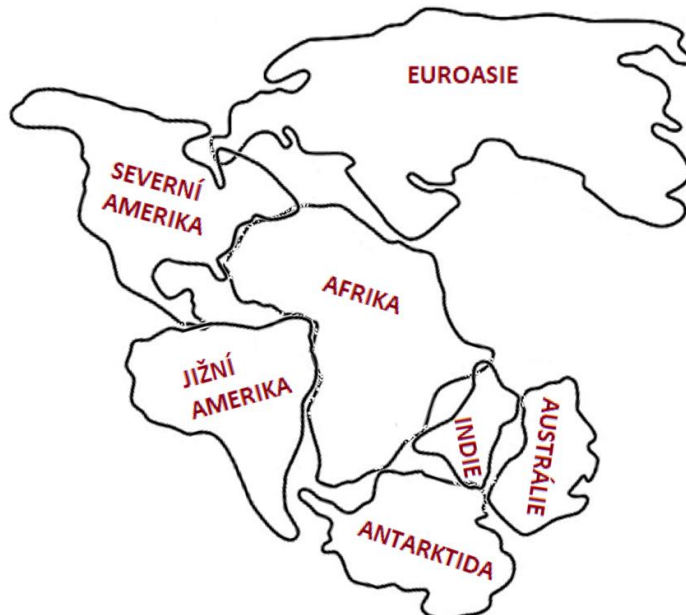 EUROASIE
SEVERNÍ
AMERIKA
AFRIKA
JIŽNÍ
AMERIKA
INDIE
AUSTRÁLIE
ANTARKTIDA